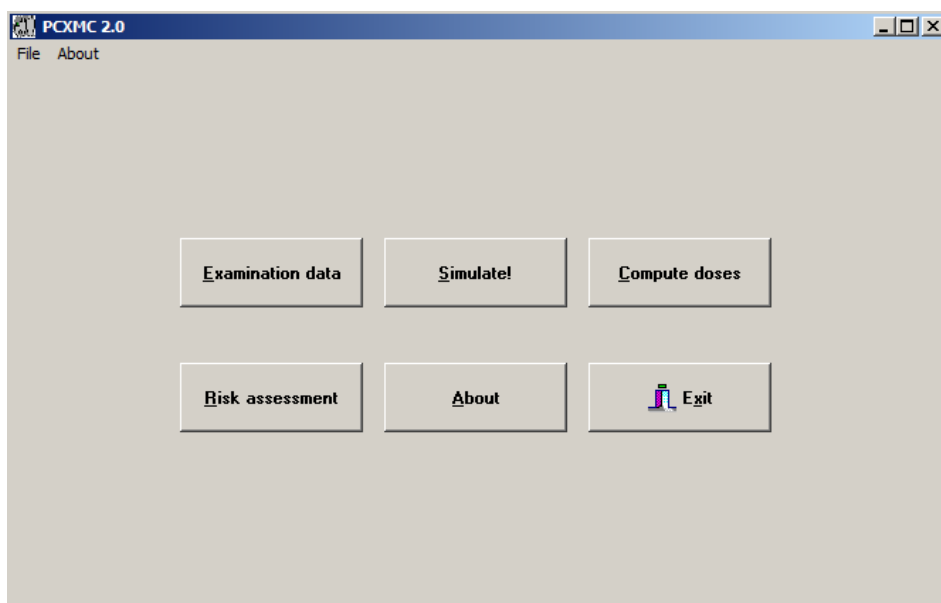 PCXMC 2.0
File About
Examination data Simulate! Compute doses
Risk assessment About Exit